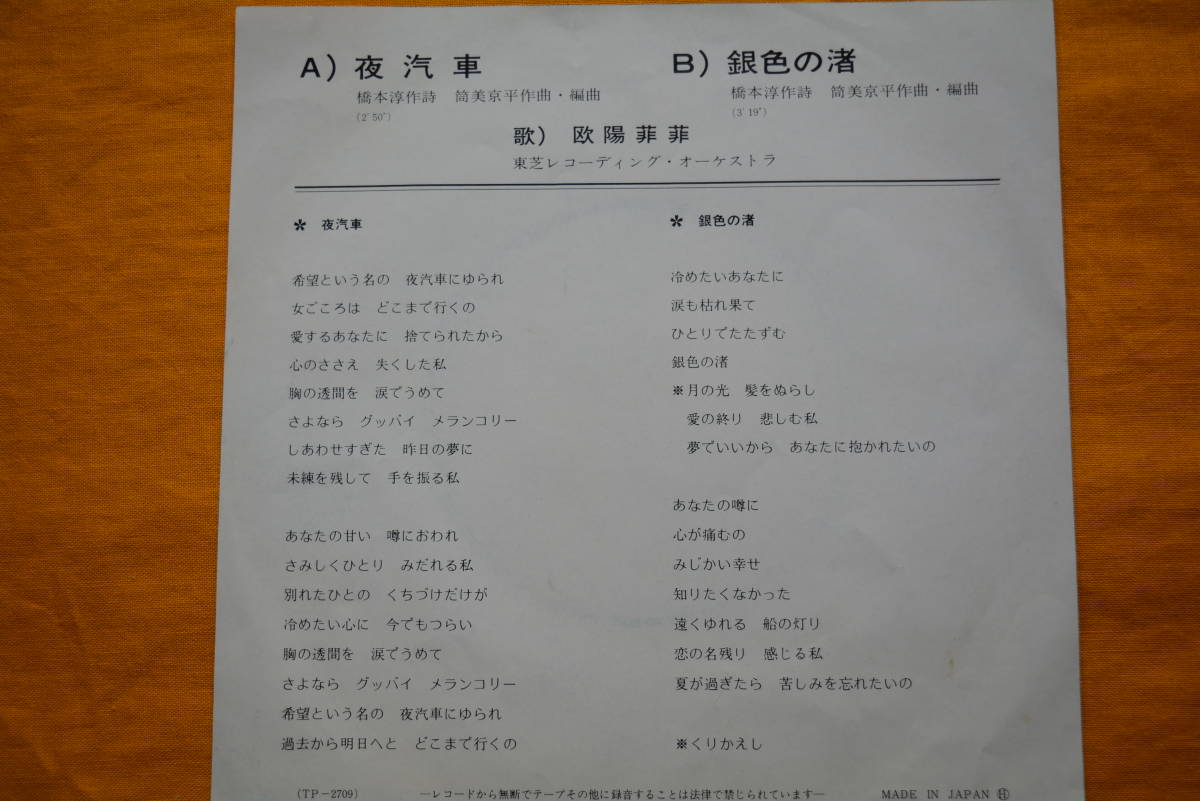 A) 夜汽車
橋本淳作詩　筒美京平作曲・編曲
(2'50")
B) 銀色の渚
橋本淳作詩　筒美京平作曲・編曲
(3'19")
歌) 欧陽菲菲
東芝レコーディング・オーケストラ
＊ 夜汽車
希望という名の　夜汽車にゆられ
女ごころは　どこまで行くの
愛するあなたに　捨てられたから
心のささえ　失くした私
胸の透間を　涙でうめて
さよなら　グッバイ　メランコリー
しあわせすぎた　昨日の夢に
未練を残して　手を振る私
あなたの甘い　噂におわれ
さみしくひとり　みだれる私
別れたひとの　くちづけだけが
冷めたい心に　今でもつらい
胸の透間を　涙でうめて
さよなら　グッバイ　メランコリー
希望という名の　夜汽車にゆられ
過去から明日へと　どこまで行くの
＊ 銀色の渚
冷めたいあなたに
涙も枯れ果て
ひとりでたたずむ
銀色の渚
※月の光　髪をぬらし
愛の終り　悲しむ私
夢でいいから　あなたに抱かれたいの
あなたの噂に
心が痛むの
みじかい幸せ
知りたくなかった
遠くゆれる　船の灯り
恋の名残り　感じる私
夏が過ぎたら　苦しみを忘れたいの
※くりかえし
(TP-2709)
―レコードから無断でテープその他に録音することは法律で禁じられています―
MADE IN JAPAN